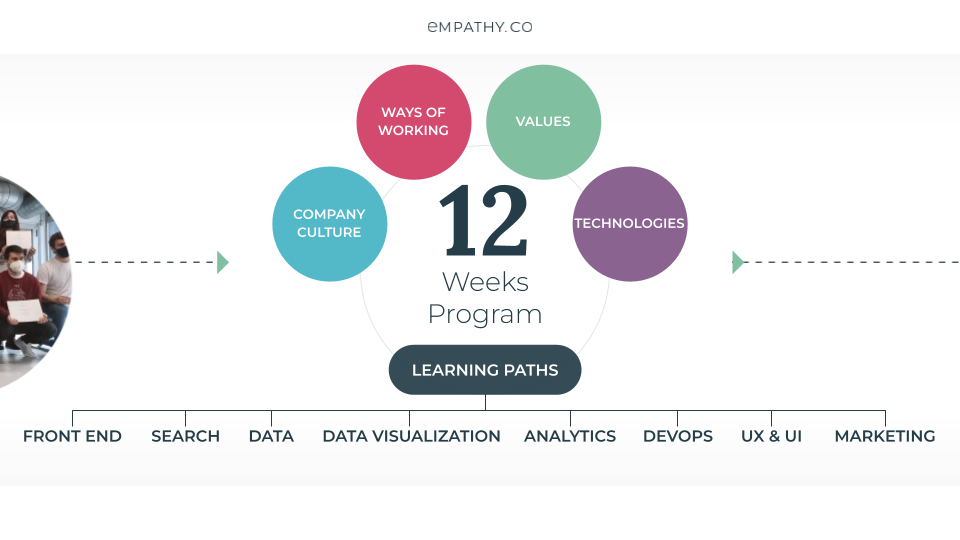 eMPATHY.CO
WAYS OF
WORKING
VALUES
COMPANY
CULTURE
TECHNOLOGIES
12
Weeks
Program
LEARNING PATHS
FRONT END
SEARCH
DATA
DATA VISUALIZATION
ANALYTICS
DEVOPS
UX & UI
MARKETING